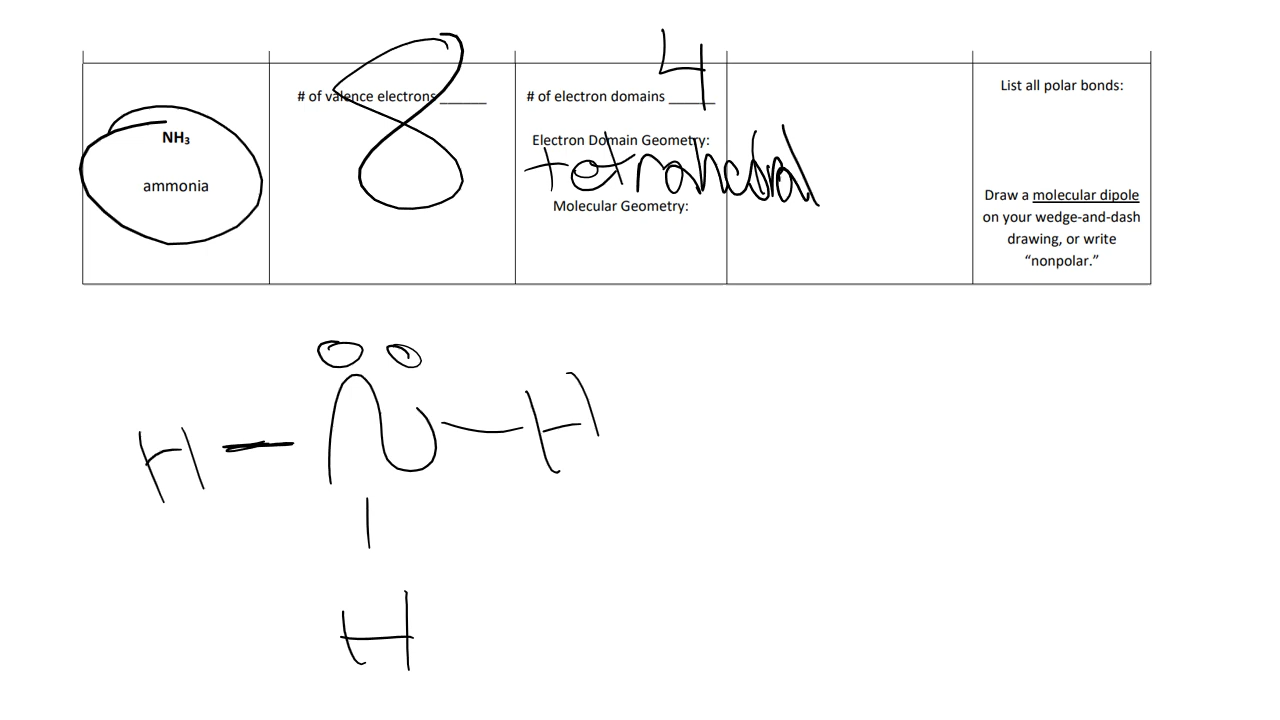 4
8
# of valence electrons ______
# of electron domains ______
List all polar bonds:
NH₃
Electron Domain Geometry:
tetrahedral
ammonia
Molecular Geometry:
Draw a molecular dipole
on your wedge-and-dash
drawing, or write
“nonpolar.”
H — N — H
|
H